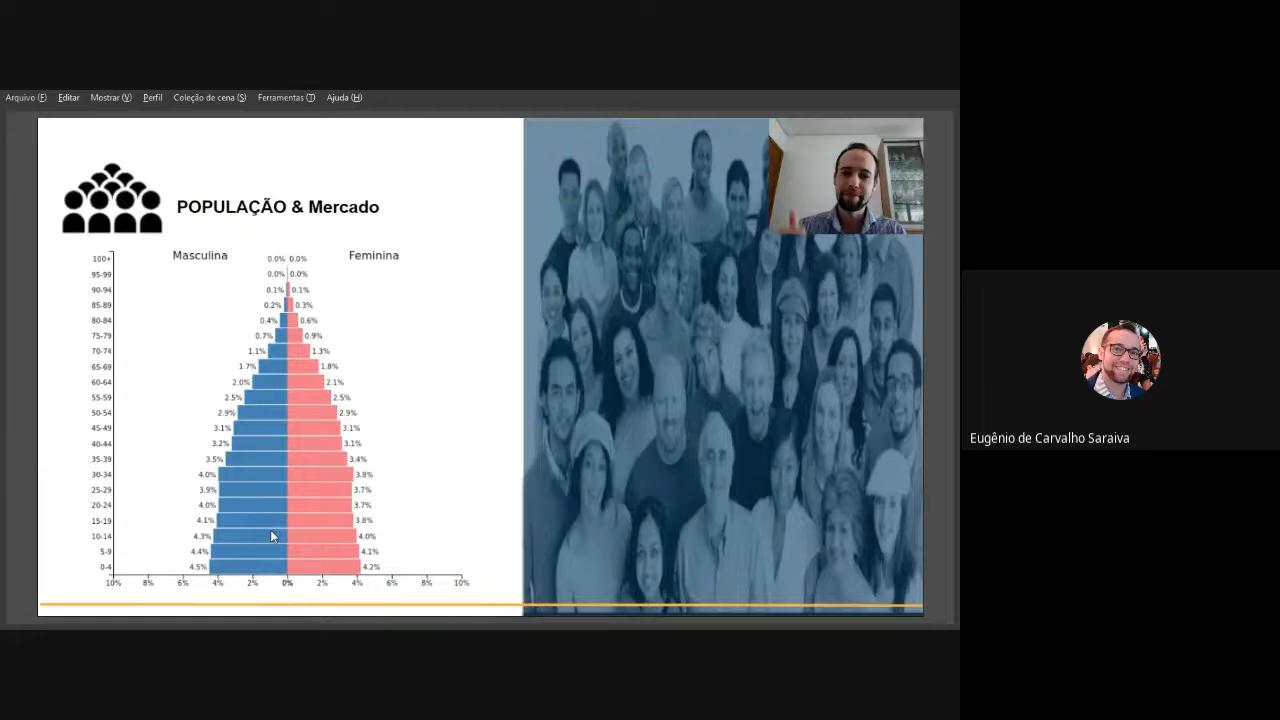 Arquivo (F) Editar Mostrar (V) Perfil Coleção de cena (S) Ferramentas (T) Ajuda (H)
POPULAÇÃO & Mercado
Masculina Feminina
100+ 0.0% 0.0%
95-99 0.0% 0.0%
90-94 0.1% 0.1%
85-89 0.2% 0.3%
80-84 0.4% 0.6%
75-79 0.7% 0.9%
70-74 1.1% 1.3%
65-69 1.7% 1.8%
60-64 2.0% 2.1%
55-59 2.5% 2.5%
50-54 2.9% 2.9%
45-49 3.1% 3.1%
40-44 3.2% 3.1%
35-39 3.5% 3.4%
30-34 4.0% 3.8%
25-29 3.9% 3.7%
20-24 4.0% 3.7%
15-19 4.1% 3.8%
10-14 4.3% 4.0%
5-9 4.4% 4.1%
0-4 4.5% 4.2%
10% 8% 6% 4% 2% 0% 2% 4% 6% 8% 10%
Eugênio de Carvalho Saraiva